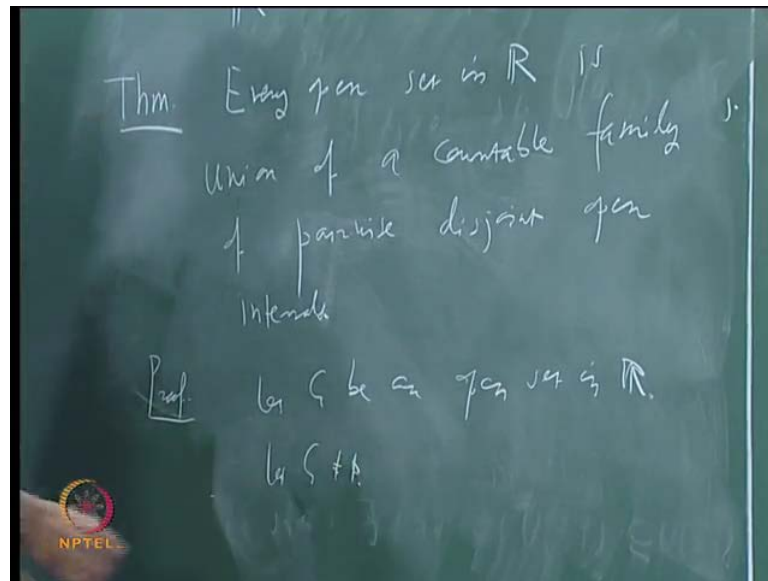 Thm. Every open set in R is
union of a countable family
of pairwise disjoint open
intervals.
Proof. let G be an open set in R.
let G ≠
NPTEL